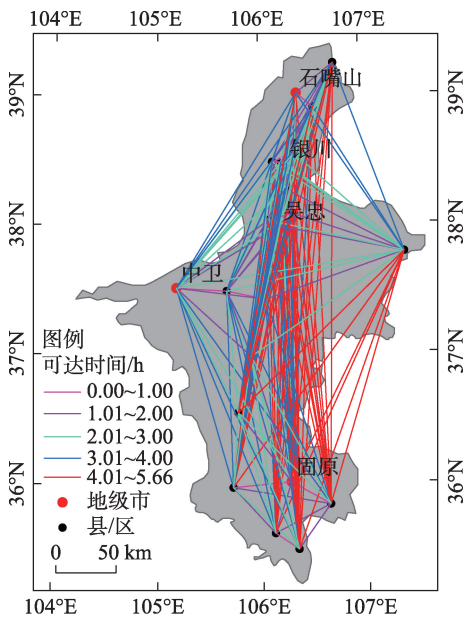 104°E 105°E 106°E 107°E
39°N 39°N
石嘴山
银川
吴忠
38°N 38°N
中卫
图例
可达时间/h
37°N 37°N
0.00~1.00
1.01~2.00
2.01~3.00
3.01~4.00
4.01~5.66
固原
36°N 36°N
地级市
县/区
0 50 km
104°E 105°E 106°E 107°E